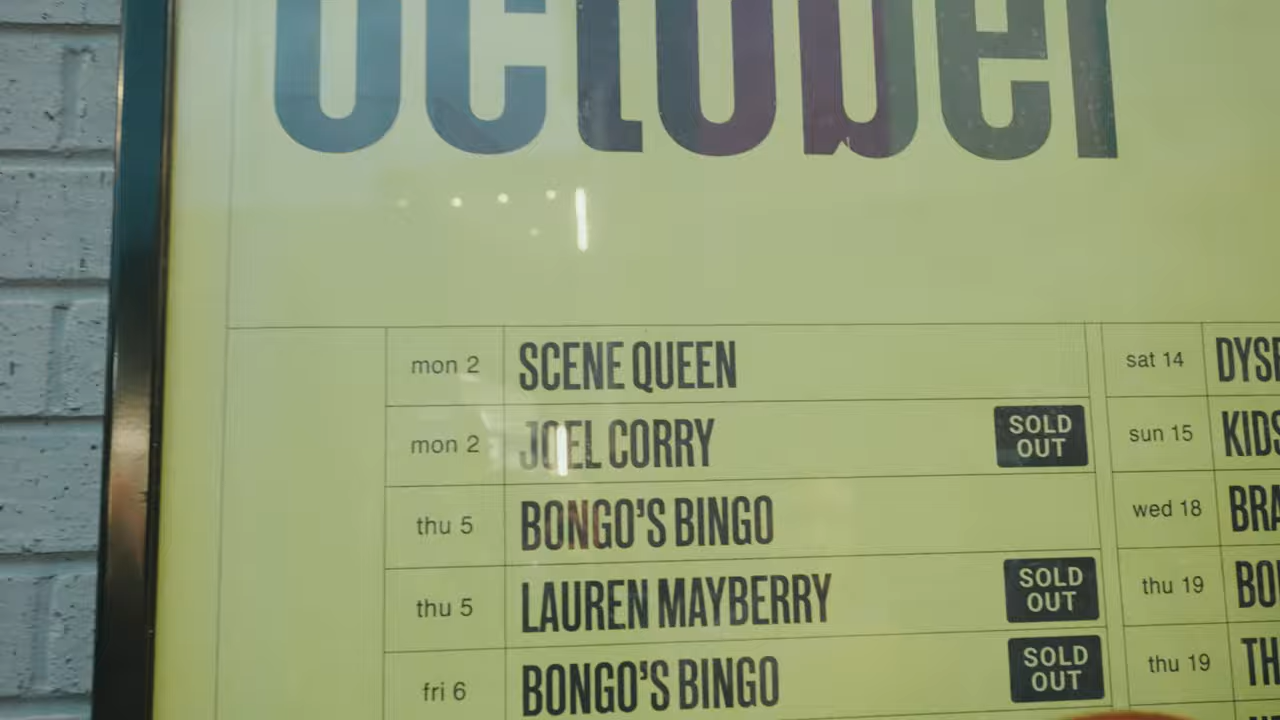 October
mon 2 SCENE QUEEN
mon 2 JOEL CORRY SOLD OUT
thu 5 BONGO'S BINGO
thu 5 LAUREN MAYBERRY SOLD OUT
fri 6 BONGO'S BINGO SOLD OUT
sat 14
sun 15 KIDS
wed 18
thu 19
thu 19